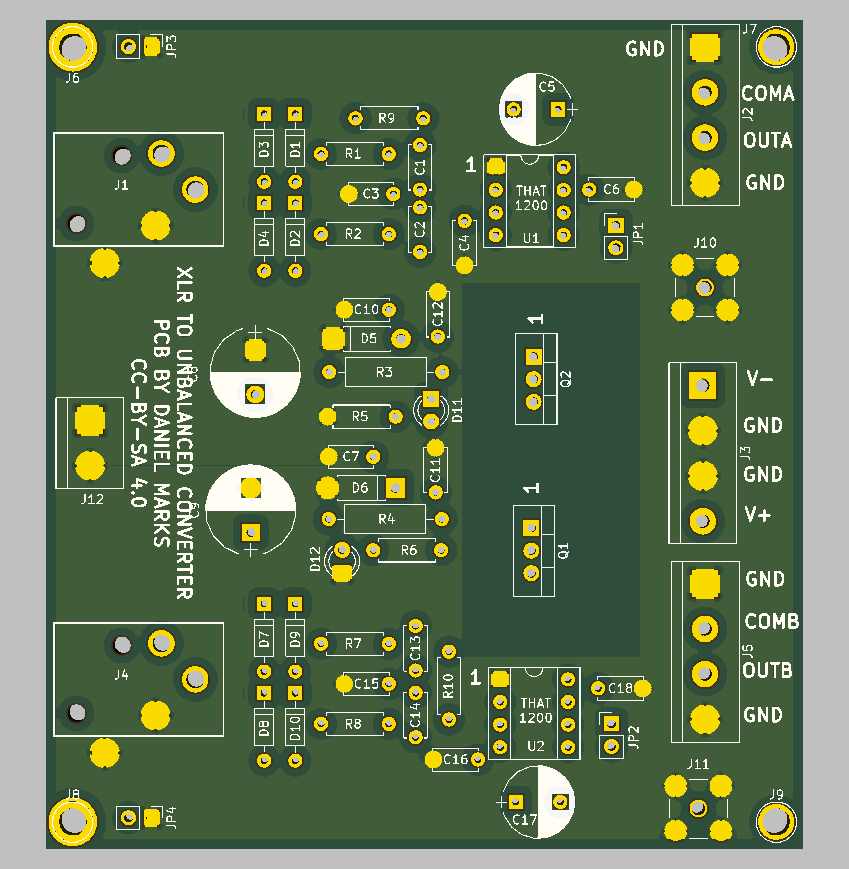 J6
JP3
J7
GND
COMA
J2
OUTA
GND
C5
R9
D3
D1
R1
C1
J1
C3
1
THAT
1200
U1
C6
D4
D2
R2
C2
C4
JP1
J10
XLR TO UNBALANCED CONVERTER
PCB BY DANIEL MARKS
CC-BY-SA 4.0
C10
C12
D5
1
Q2
R3
D11
R5
V-
GND
J3
GND
V+
C7
C11
J12
D6
1
C9
R4
Q1
D12
R6
GND
COMB
J5
OUTB
GND
D7
D9
R7
C13
J4
C15
R10
1
THAT
1200
U2
C18
D8
D10
R8
C14
JP2
C16
J11
J8
JP4
C17
J9